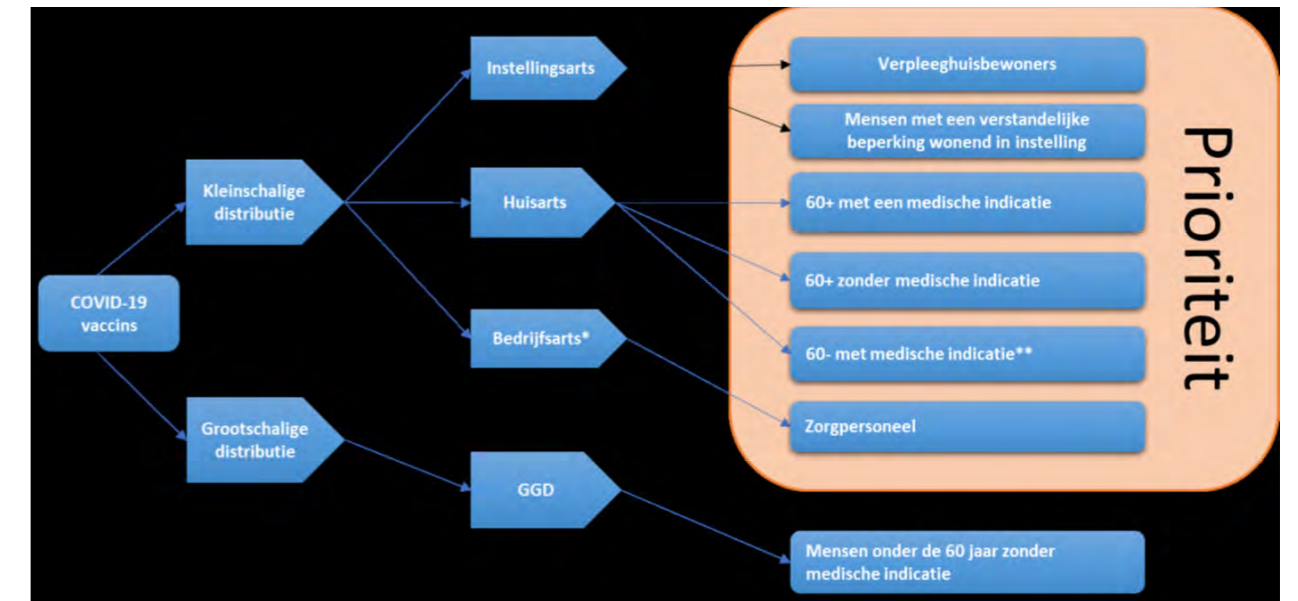 COVID-19
vaccins
Kleinschalige
distributie
Grootschalige
distributie
Instellingsarts
Huisarts
Bedrijfsarts*
GGD
Verpleeghuisbewoners
Mensen met een verstandelijke
beperking wonend in instelling
60+ met een medische indicatie
60+ zonder medische indicatie
60- met medische indicatie**
Zorgpersoneel
Mensen onder de 60 jaar zonder
medische indicatie
Prioriteit